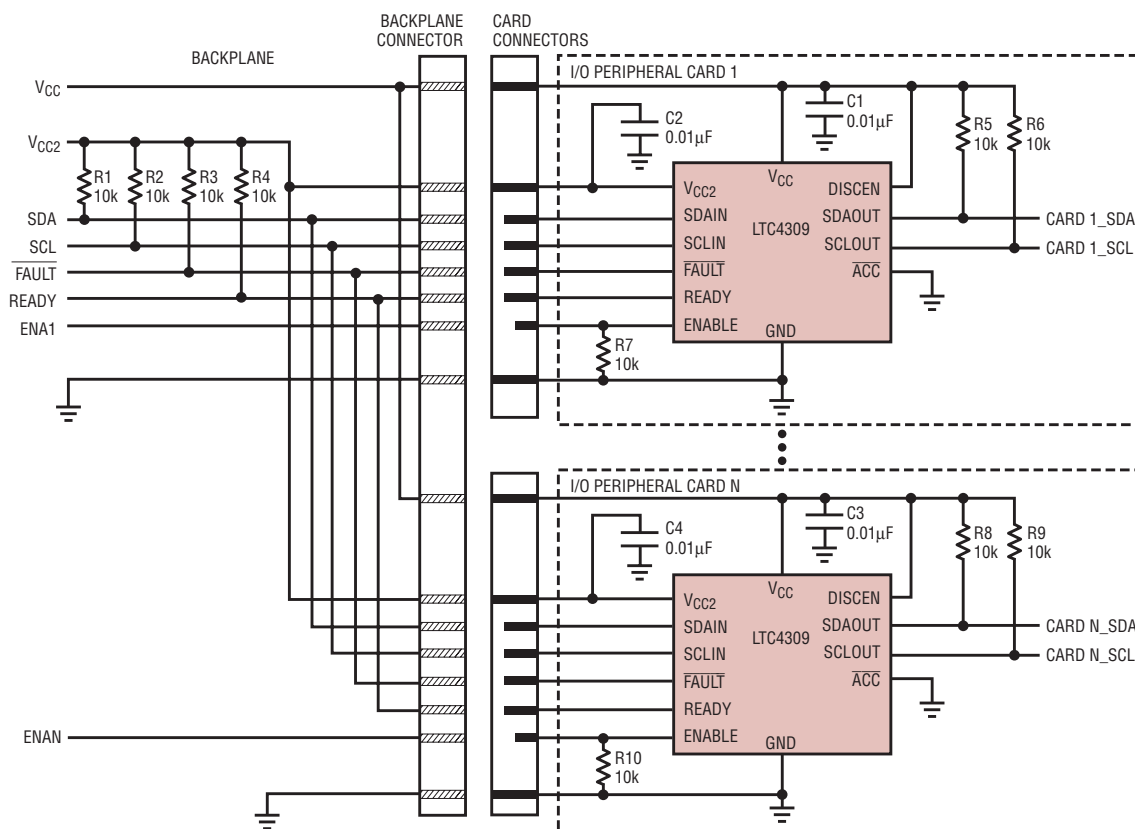 BACKPLANE
BACKPLANE
CONNECTOR
CARD
CONNECTORS
VCC
VCC2
R1
10k
R2
10k
R3
10k
R4
10k
SDA
SCL
FAULT
READY
ENA1
I/O PERIPHERAL CARD 1
C2
0.01µF
C1
0.01µF
R5
10k
R6
10k
VCC2
VCC
DISCEN
SDAIN
SDAOUT
LTC4309
SCLIN
SCLOUT
FAULT
ACC
READY
ENABLE
GND
R7
10k
CARD 1_SDA
CARD 1_SCL
I/O PERIPHERAL CARD N
C4
0.01µF
C3
0.01µF
R8
10k
R9
10k
VCC2
VCC
DISCEN
SDAIN
SDAOUT
LTC4309
SCLIN
SCLOUT
FAULT
ACC
READY
ENABLE
GND
R10
10k
CARD N_SDA
CARD N_SCL
ENAN